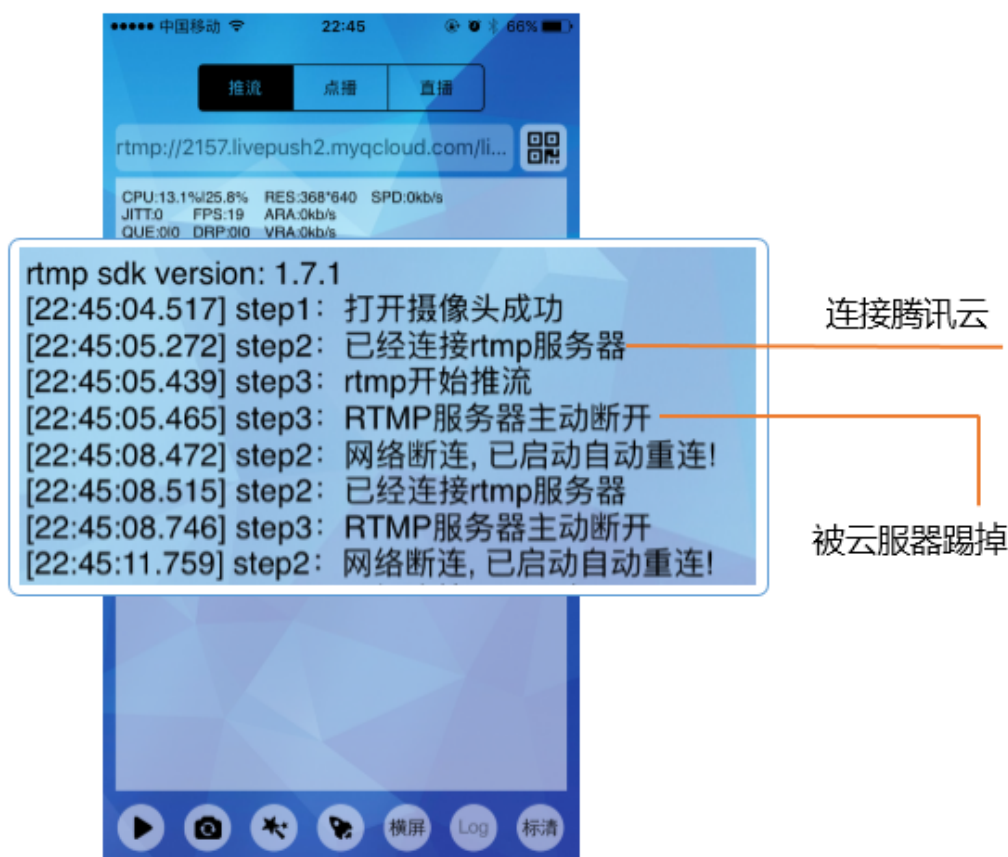 中国移动 22:45 66%
推流 点播 直播
rtmp://2157.livepush2.myqcloud.com/li...
CPU:13.1%|25.8% RES:368*640 SPD:0kb/s
JITT:0 FPS:19 ARA:0kb/s
QUE:0|0 DRP:0|0 VRA:0kb/s
rtmp sdk version: 1.7.1
[22:45:04.517] step1：打开摄像头成功
[22:45:05.272] step2：已经连接rtmp服务器
[22:45:05.439] step3：rtmp开始推流
[22:45:05.465] step3：RTMP服务器主动断开
[22:45:08.472] step2：网络断连, 已启动自动重连!
[22:45:08.515] step2：已经连接rtmp服务器
[22:45:08.746] step3：RTMP服务器主动断开
[22:45:11.759] step2：网络断连, 已启动自动重连!
连接腾讯云
被云服器踢掉
横屏 Log 标清